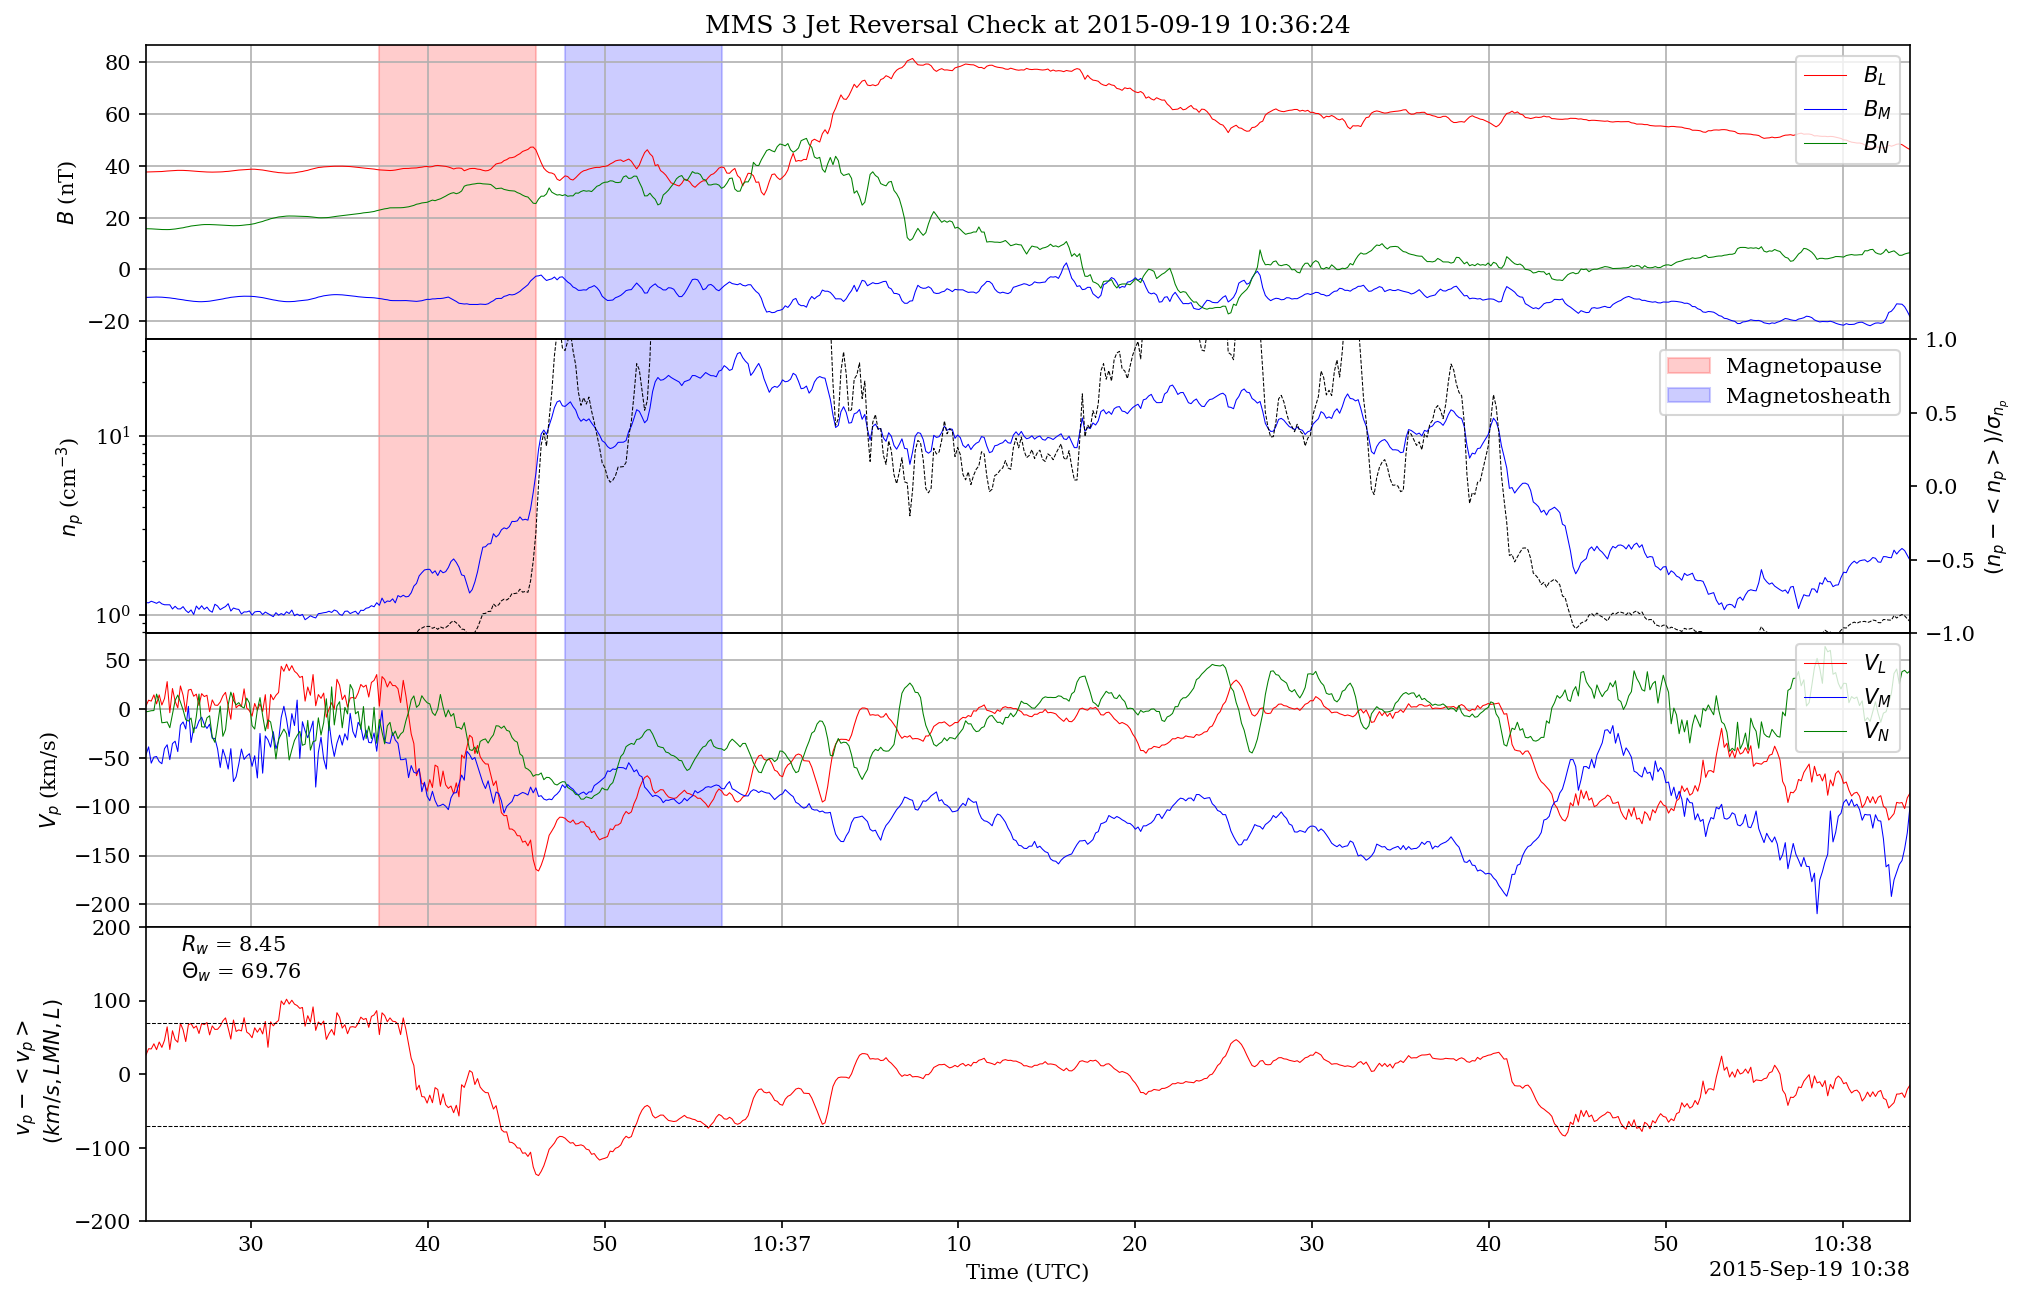 MMS 3 Jet Reversal Check at 2015-09-19 10:36:24
80
60
40
20
0
−20
B (nT)
B_L
B_M
B_N
10^1
10^0
n_p (cm^{−3})
1.0
0.5
0.0
−0.5
−1.0
(n_p − < n_p > )/σ_{n_p}
Magnetopause
Magnetosheath
50
0
−50
−100
−150
−200
V_p (km/s)
V_L
V_M
V_N
200
100
0
−100
−200
v_p − < v_p >
(km/s, LMN, L)
R_w = 8.45
Θ_w = 69.76
30 40 50 10:37 10 20 30 40 50 10:38
Time (UTC)
2015-Sep-19 10:38